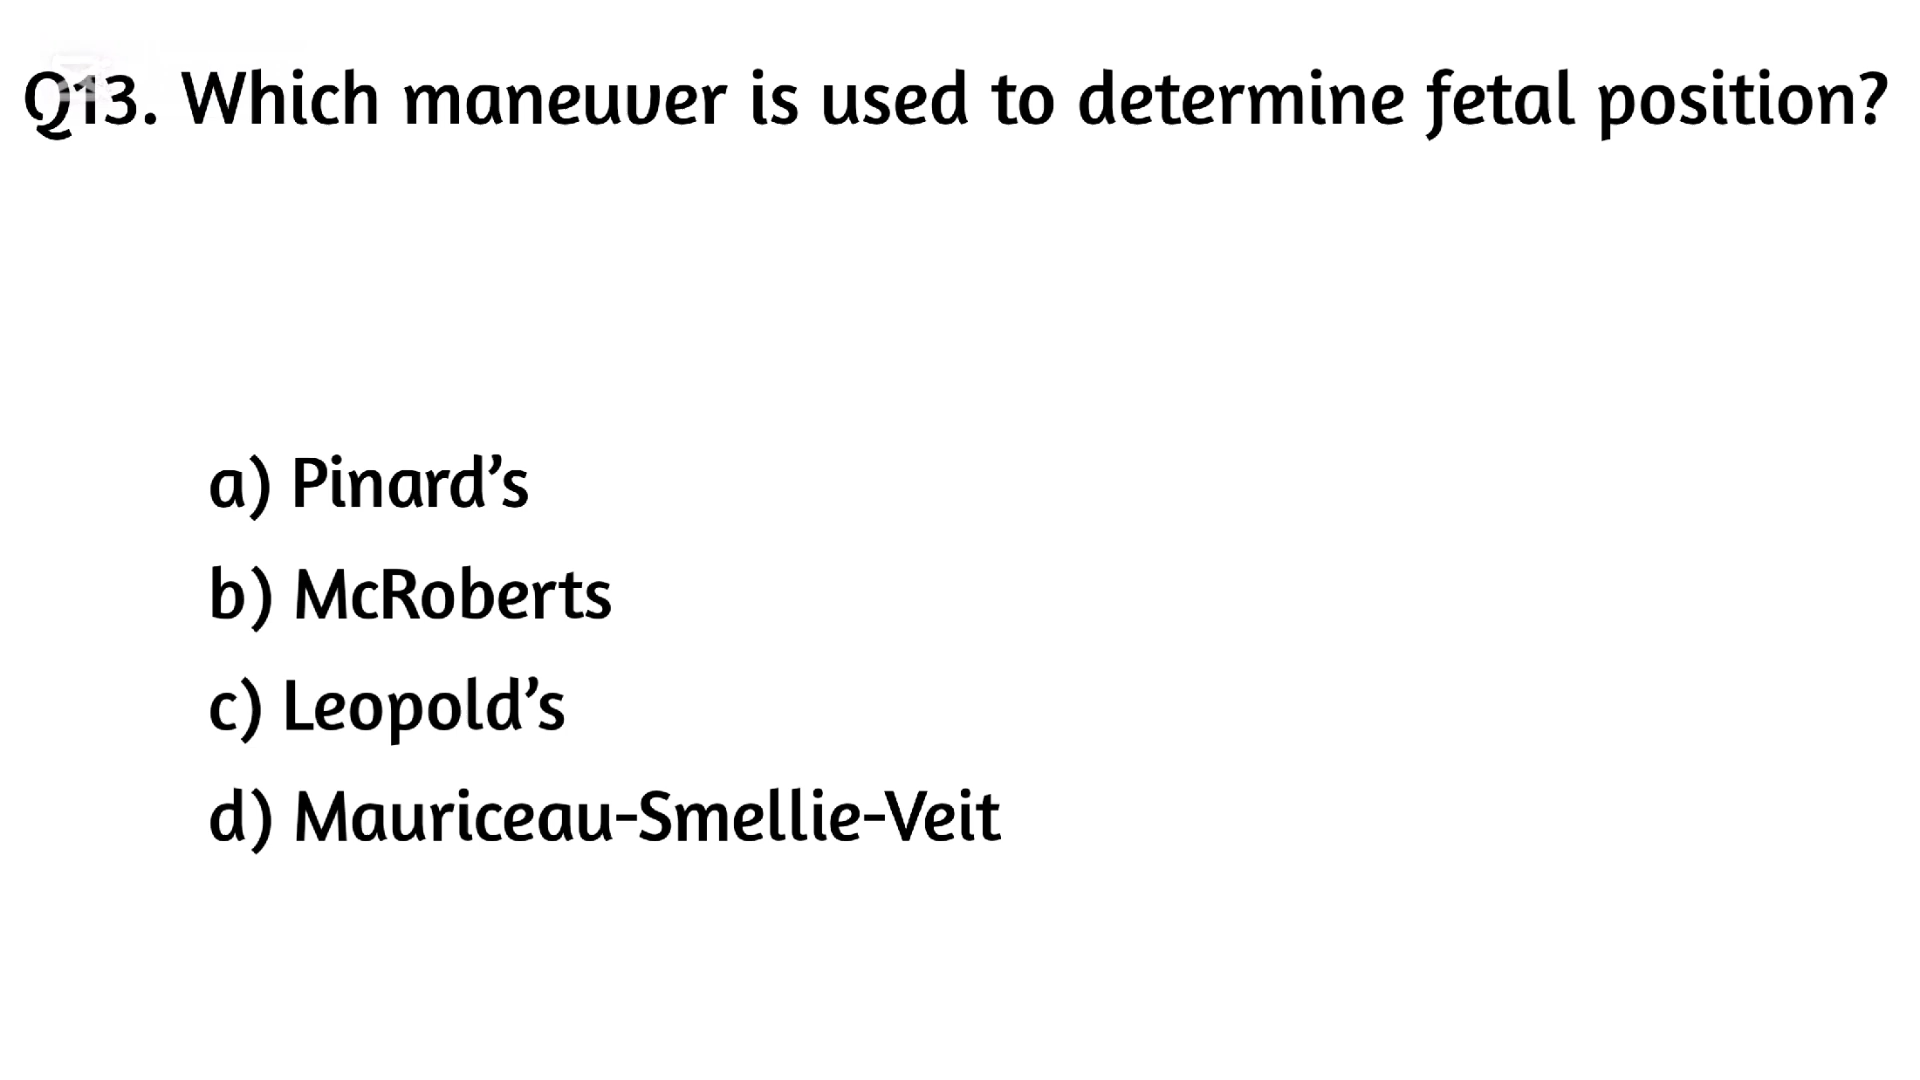 Q13. Which maneuver is used to determine fetal position?
a) Pinard’s
b) McRoberts
c) Leopold’s
d) Mauriceau-Smellie-Veit